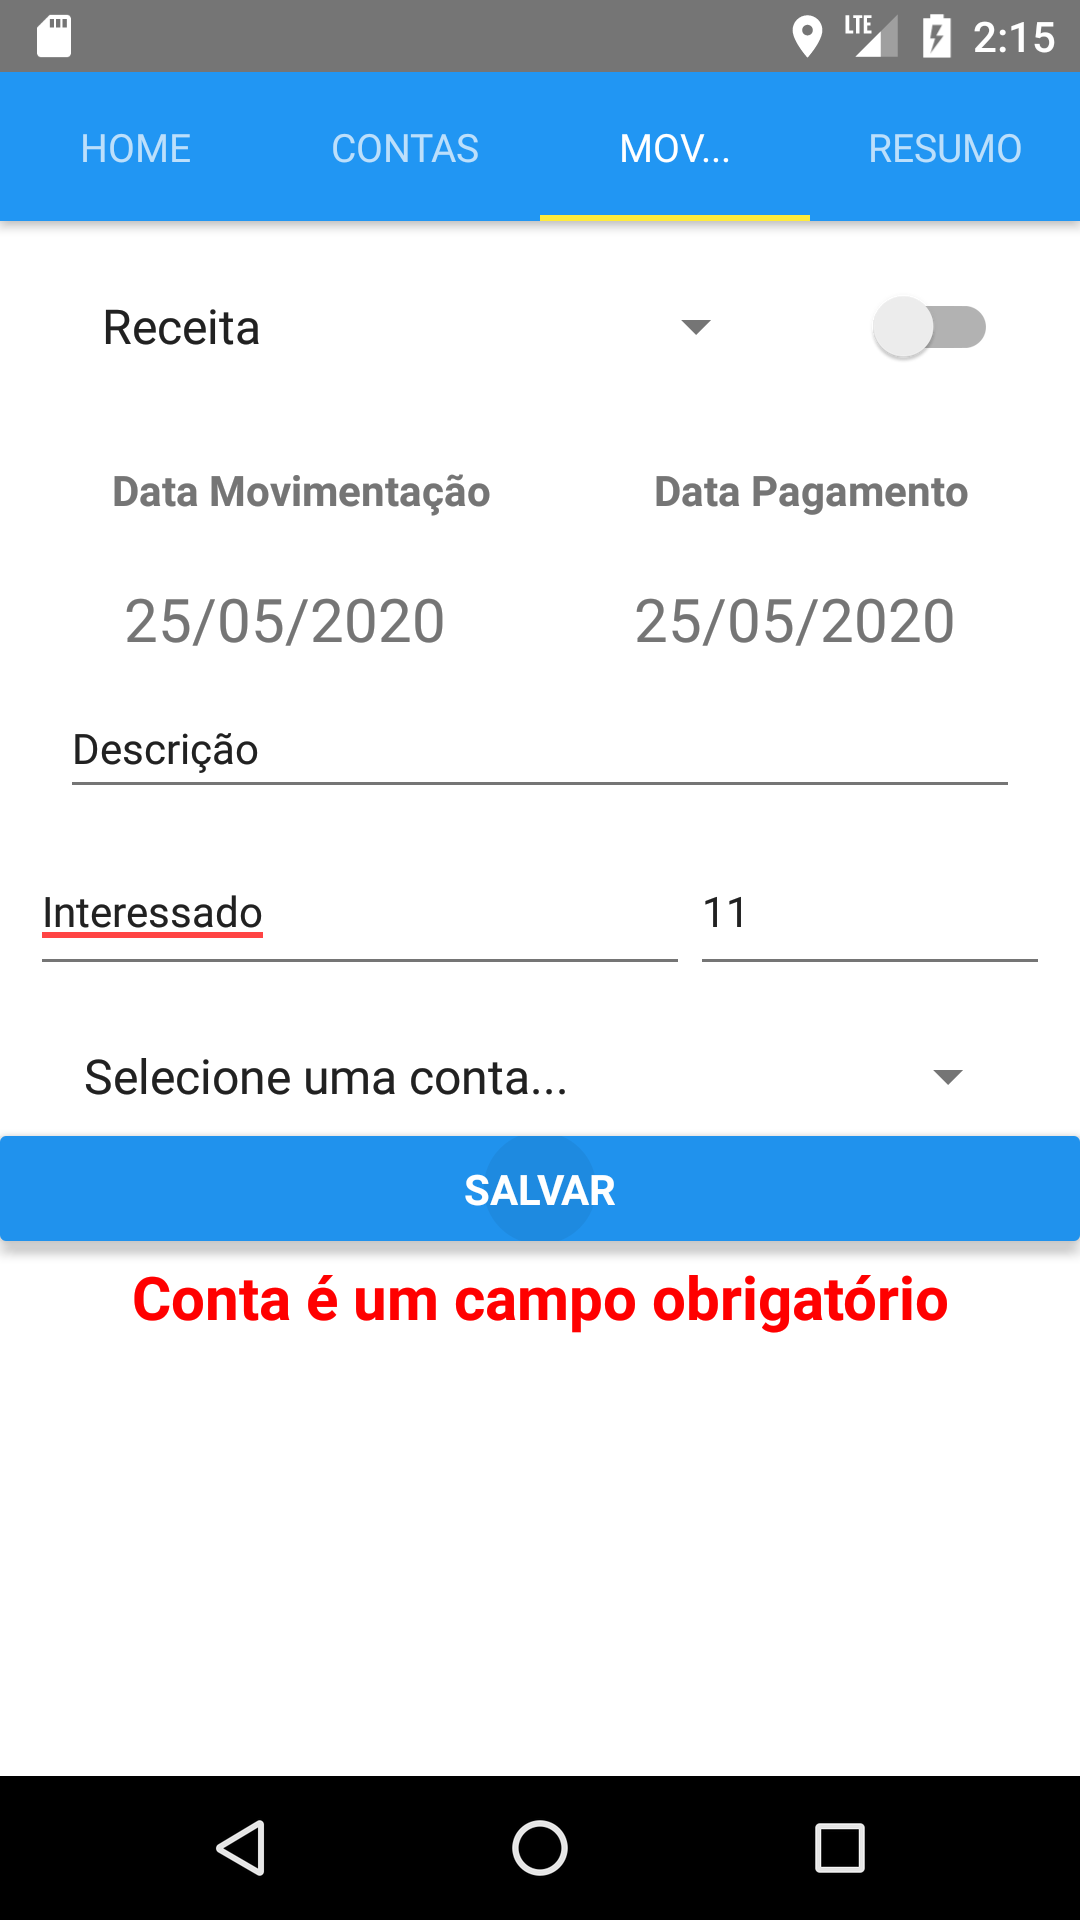 LTE 2:15
HOME CONTAS MOV... RESUMO
Receita
Data Movimentação Data Pagamento
25/05/2020 25/05/2020
Descrição
Interessado 11
Selecione uma conta...
SALVAR
Conta é um campo obrigatório